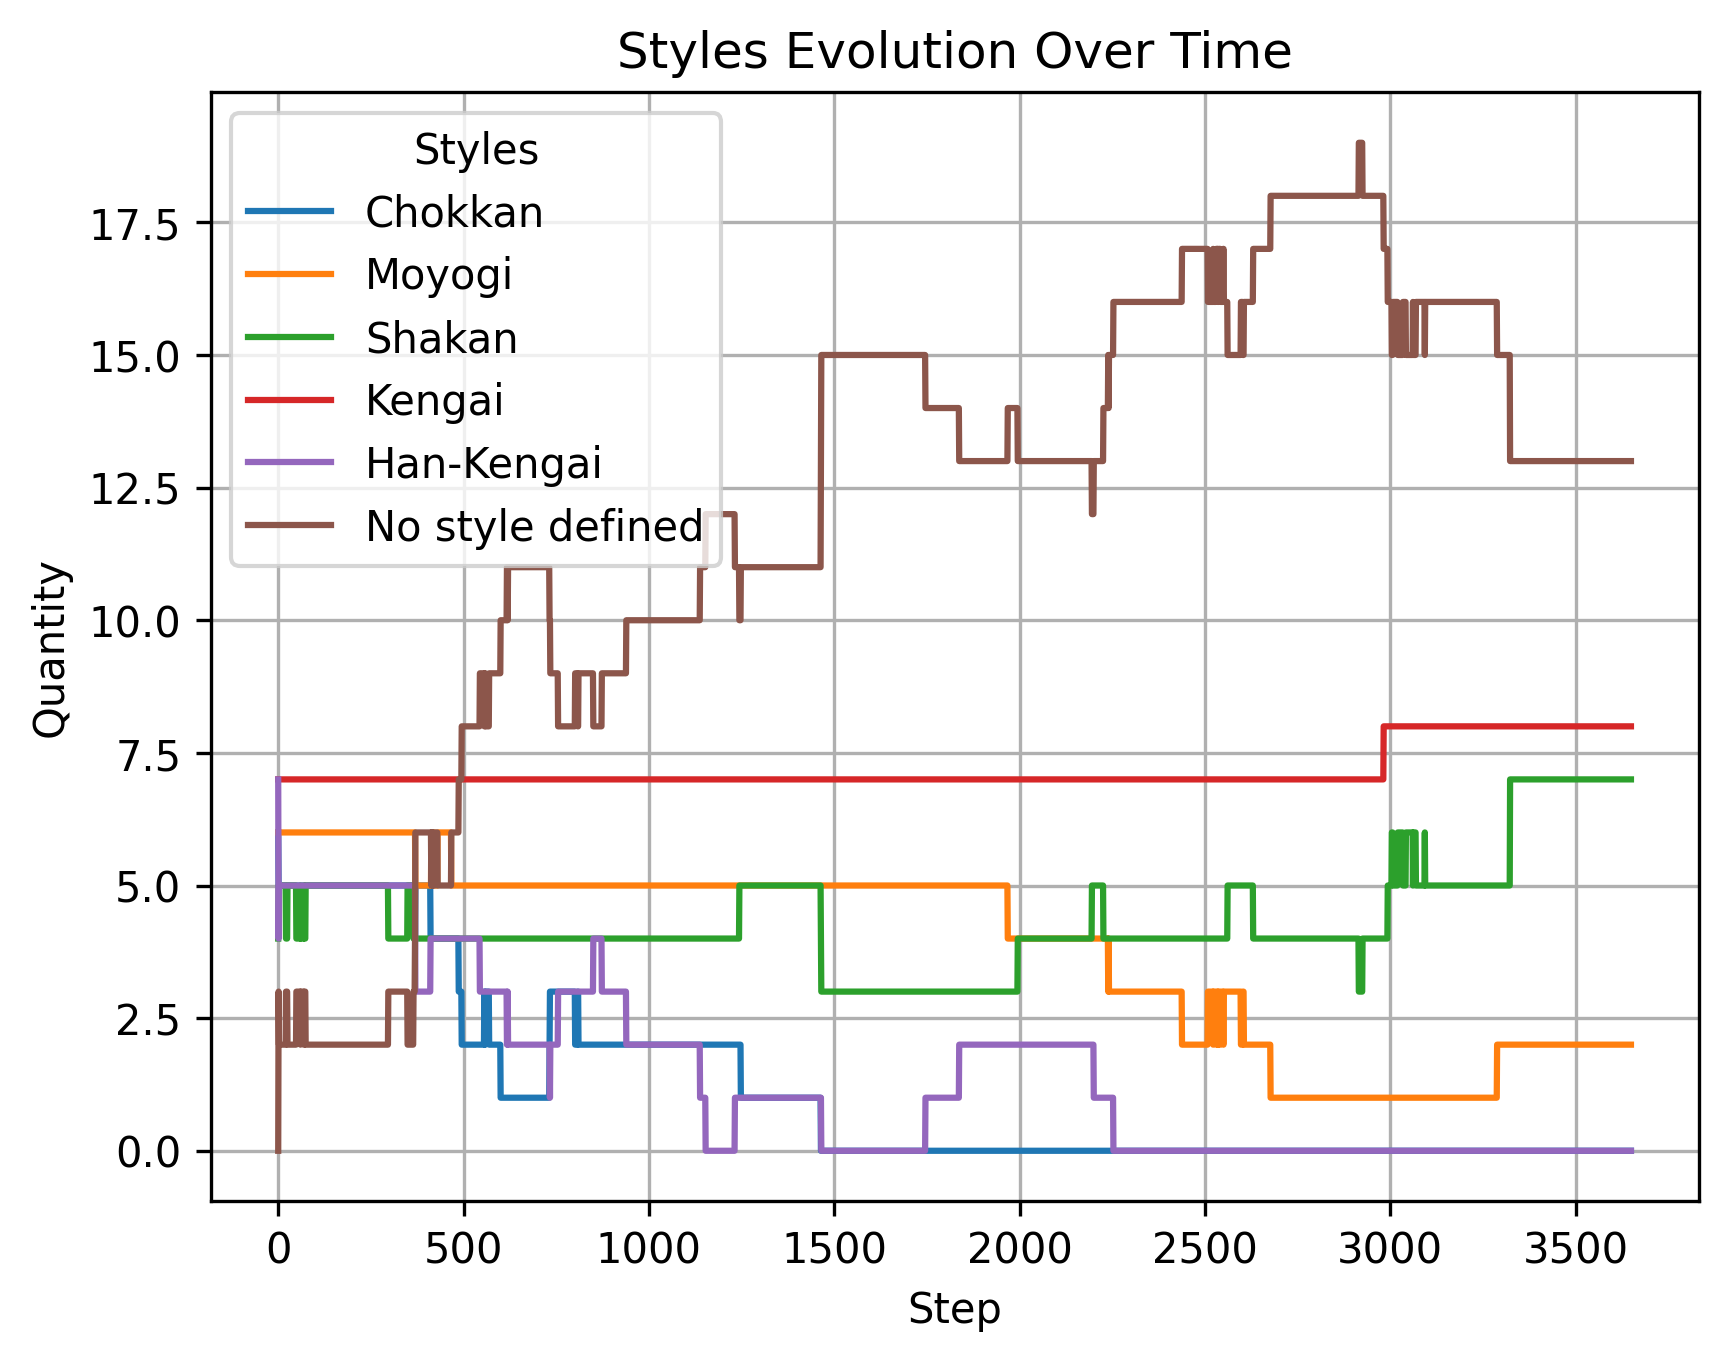 Styles Evolution Over Time
Styles
Chokkan
Moyogi
Shakan
Kengai
Han-Kengai
No style defined
Quantity
17.5
15.0
12.5
10.0
7.5
5.0
2.5
0.0
0 500 1000 1500 2000 2500 3000 3500
Step